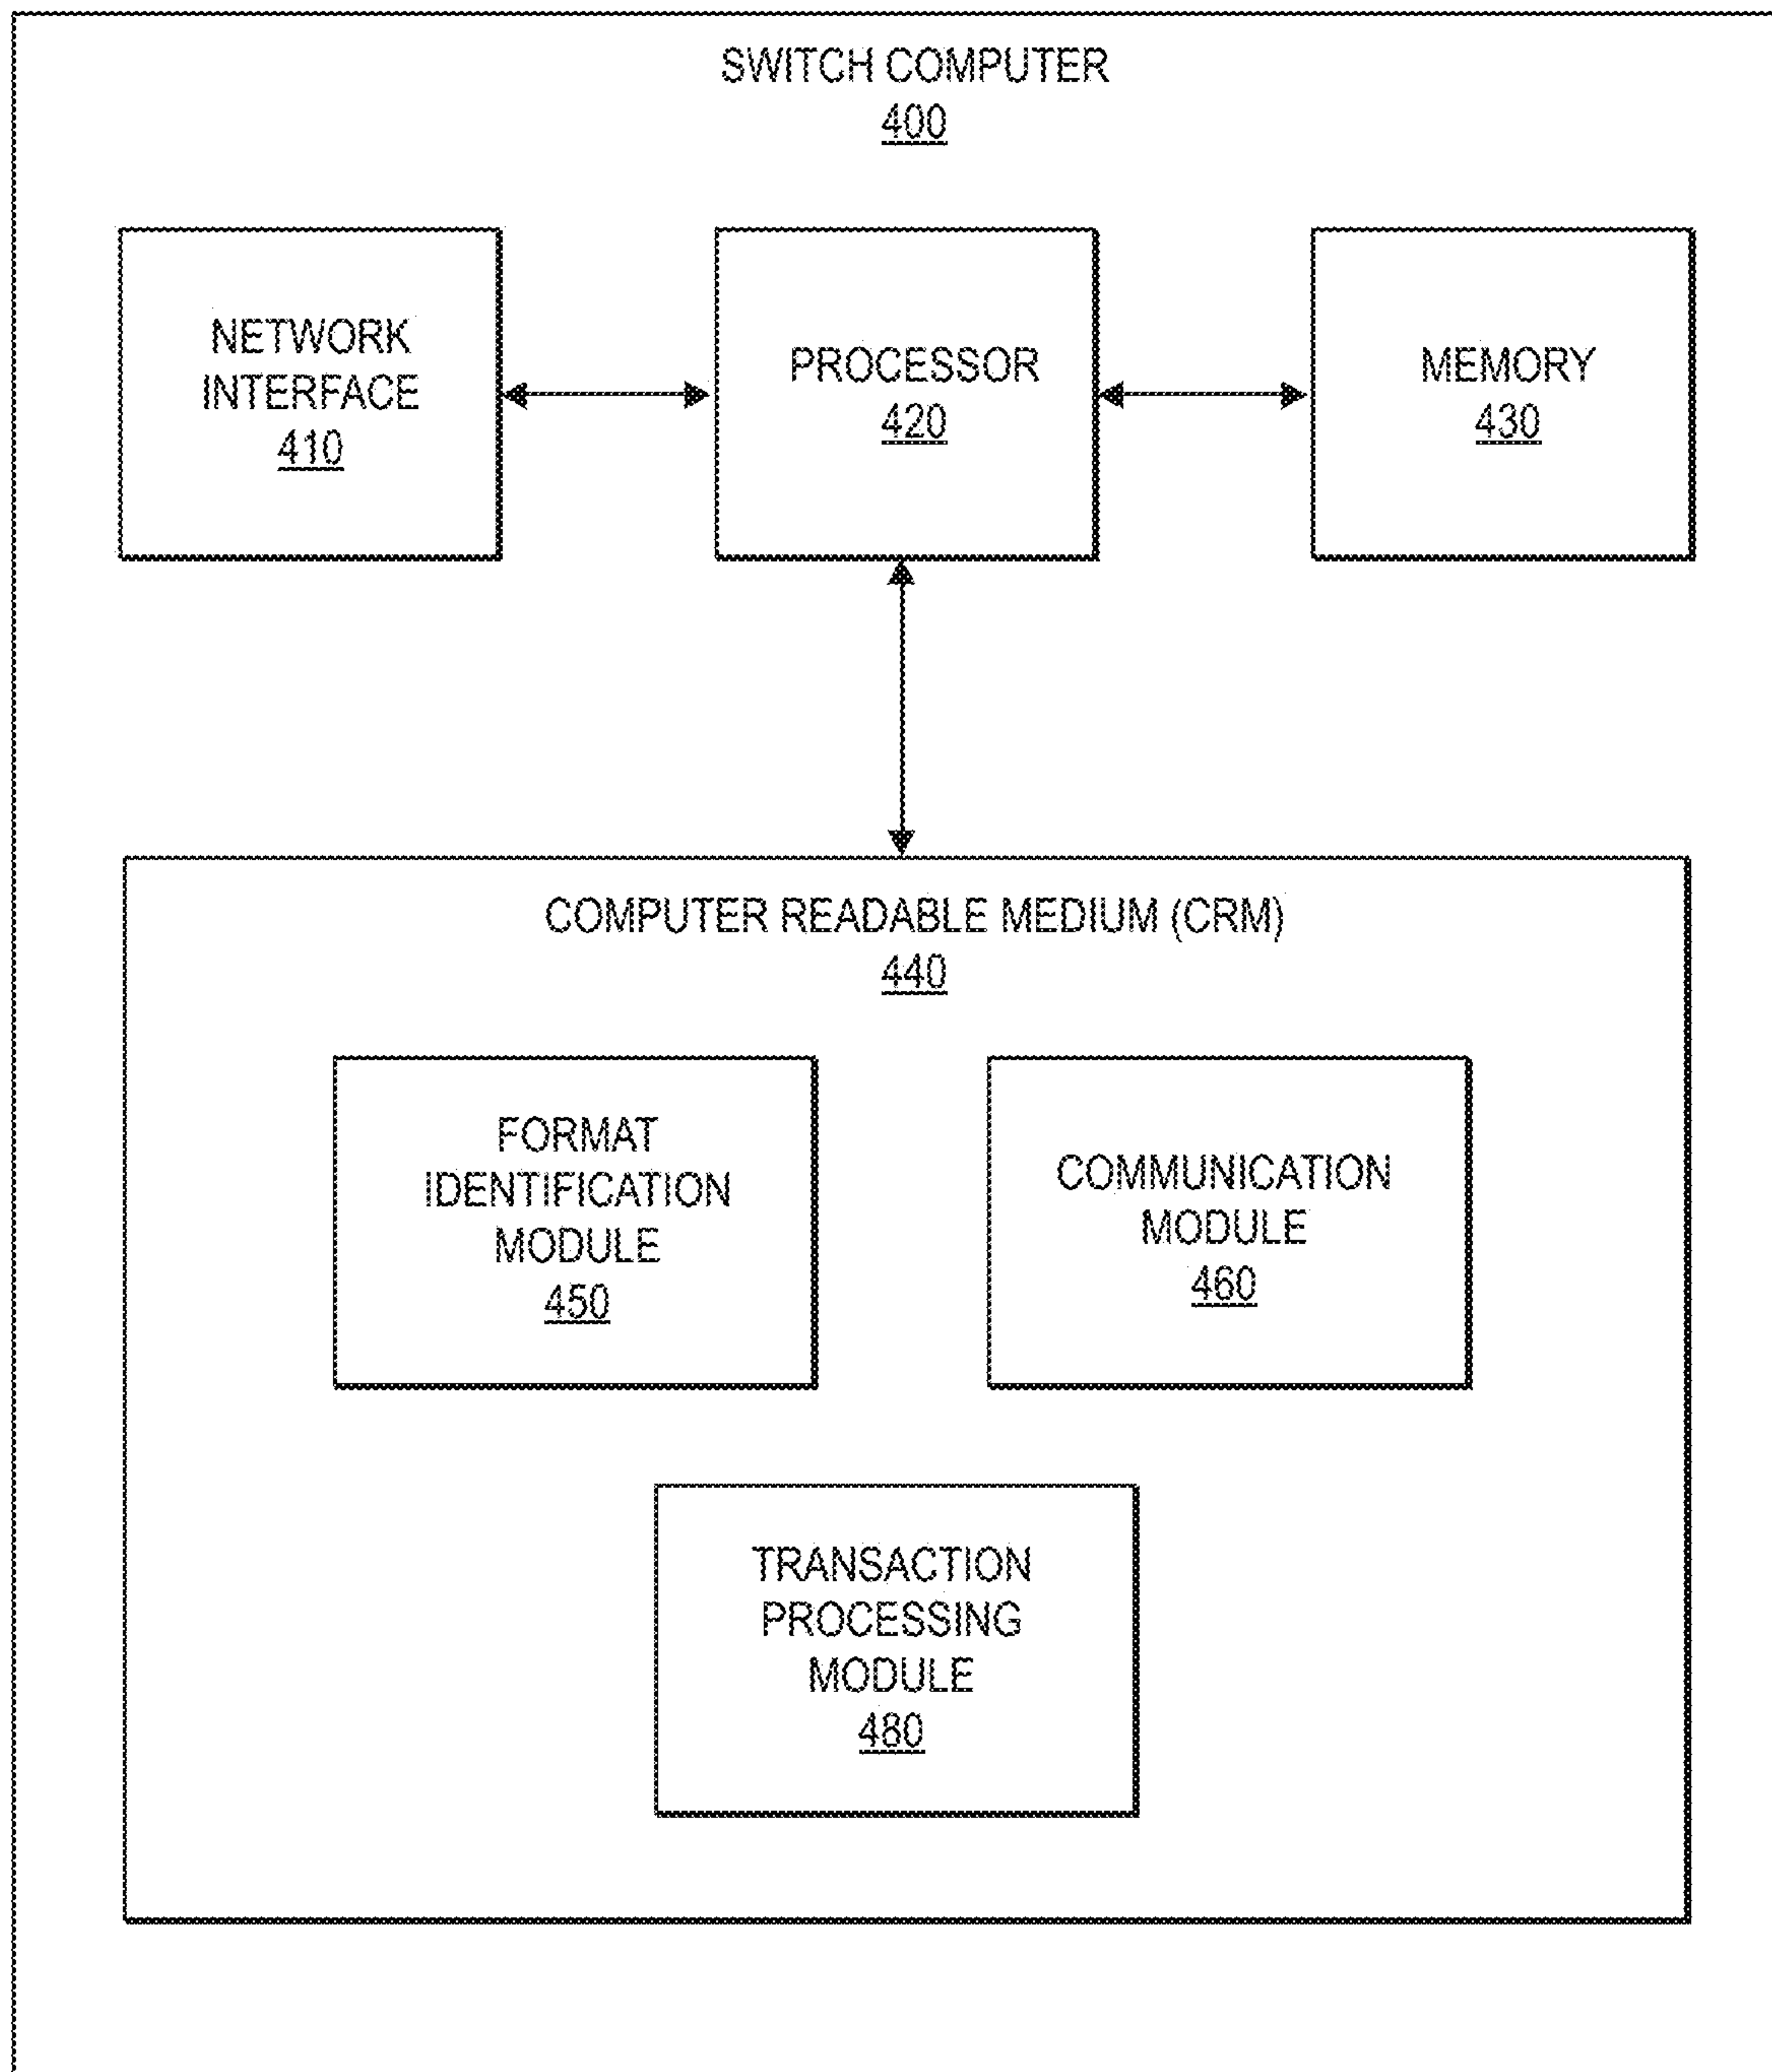 SWITCH COMPUTER
400
NETWORK
INTERFACE
410
PROCESSOR
420
MEMORY
430
COMPUTER READABLE MEDIUM (CRM)
440
FORMAT
IDENTIFICATION
MODULE
450
COMMUNICATION
MODULE
460
TRANSACTION
PROCESSING
MODULE
480